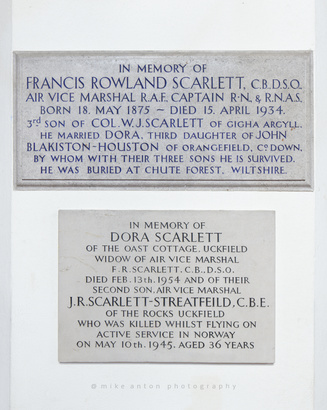 IN MEMORY OF
FRANCIS ROWLAND SCARLETT, C.B.D.S.O.
AIR VICE MARSHAL R.A.F. CAPTAIN R.N. & R.N.A.S.
BORN 18. MAY 1875 – DIED 15. APRIL 1934.
3rd SON OF COL. W.J. SCARLETT OF GIGHA ARGYLL.
HE MARRIED DORA, THIRD DAUGHTER OF JOHN
BLAKISTON-HOUSTON OF ORANGEFIELD, Co DOWN,
BY WHOM WITH THEIR THREE SONS HE IS SURVIVED.
HE WAS BURIED AT CHUTE FOREST, WILTSHIRE.
IN MEMORY OF
DORA SCARLETT
OF THE OAST COTTAGE, UCKFIELD
WIDOW OF AIR VICE MARSHAL
F.R. SCARLETT, C.B., D.S.O.
DIED FEB. 13th. 1954 AND OF THEIR
SECOND SON, AIR VICE MARSHAL
J.R. SCARLETT-STREATFEILD, C.B.E.
OF THE ROCKS UCKFIELD
WHO WAS KILLED WHILST FLYING ON
ACTIVE SERVICE IN NORWAY
ON MAY 10th. 1945, AGED 36 YEARS
@ mike anton photography